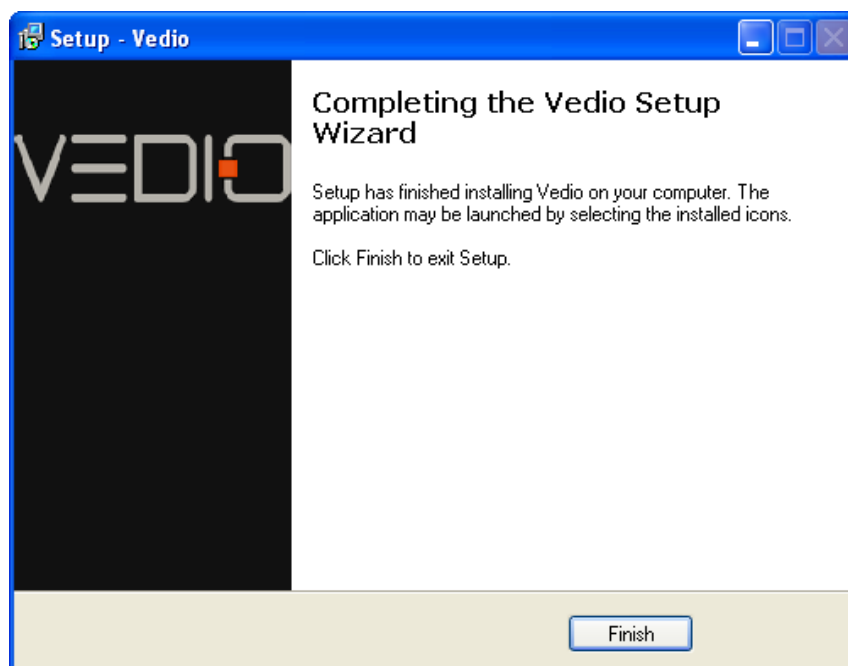 Setup - Vedio
VEDIO
Completing the Vedio Setup
Wizard
Setup has finished installing Vedio on your computer. The
application may be launched by selecting the installed icons.
Click Finish to exit Setup.
Finish